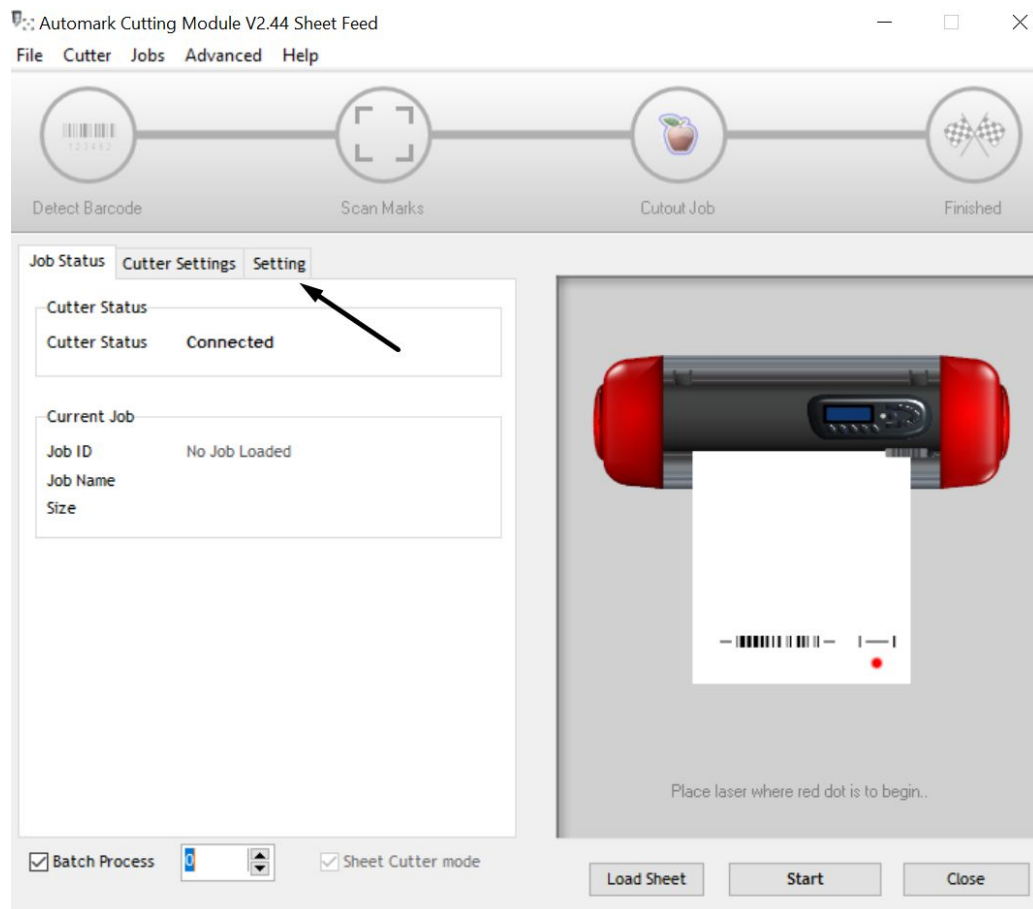 Automark Cutting Module V2.44 Sheet Feed
File Cutter Jobs Advanced Help
Detect Barcode Scan Marks Cutout Job Finished
Job Status Cutter Settings Setting
Cutter Status
Cutter Status Connected
Current Job
Job ID No Job Loaded
Job Name
Size
Place laser where red dot is to begin..
Batch Process 0 Sheet Cutter mode
Load Sheet Start Close